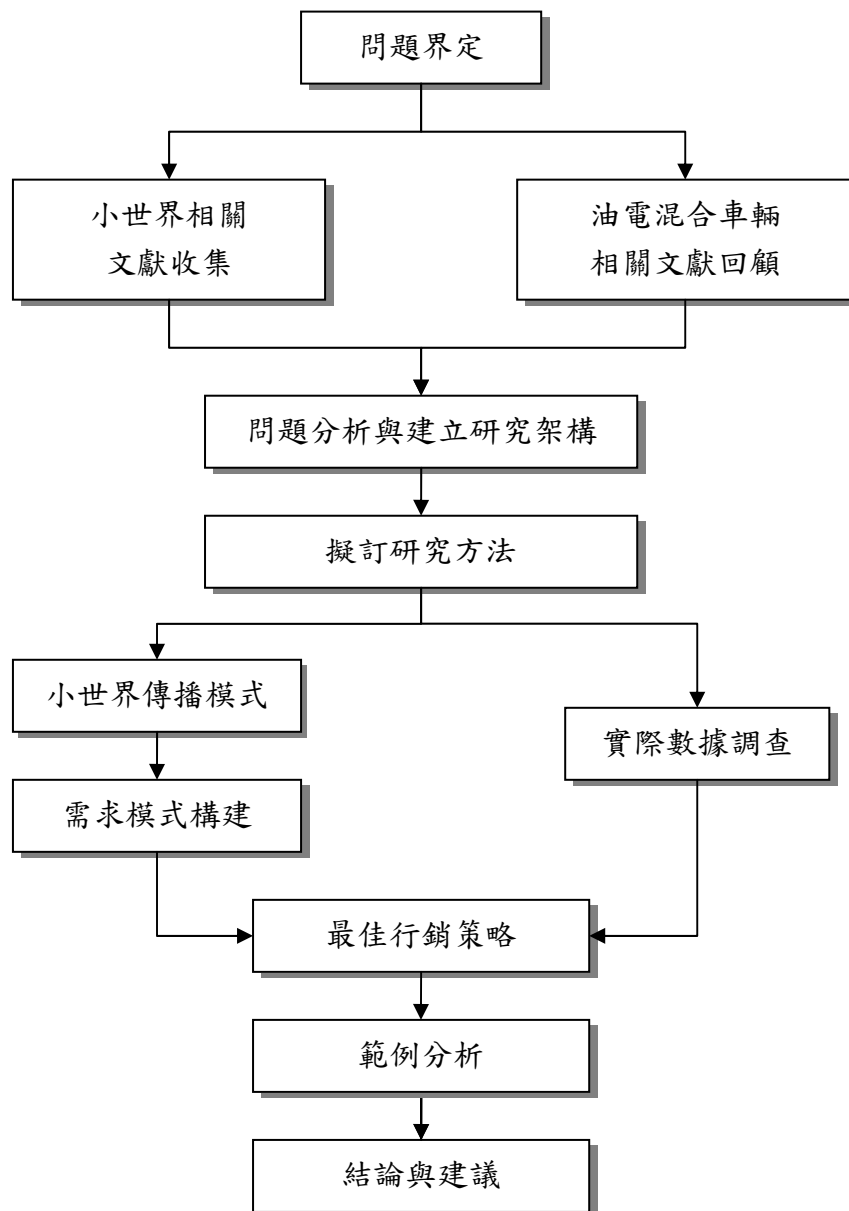 問題界定
小世界相關
文獻收集
油電混合車輛
相關文獻回顧
問題分析與建立研究架構
擬訂研究方法
小世界傳播模式
實際數據調查
需求模式構建
最佳行銷策略
範例分析
結論與建議